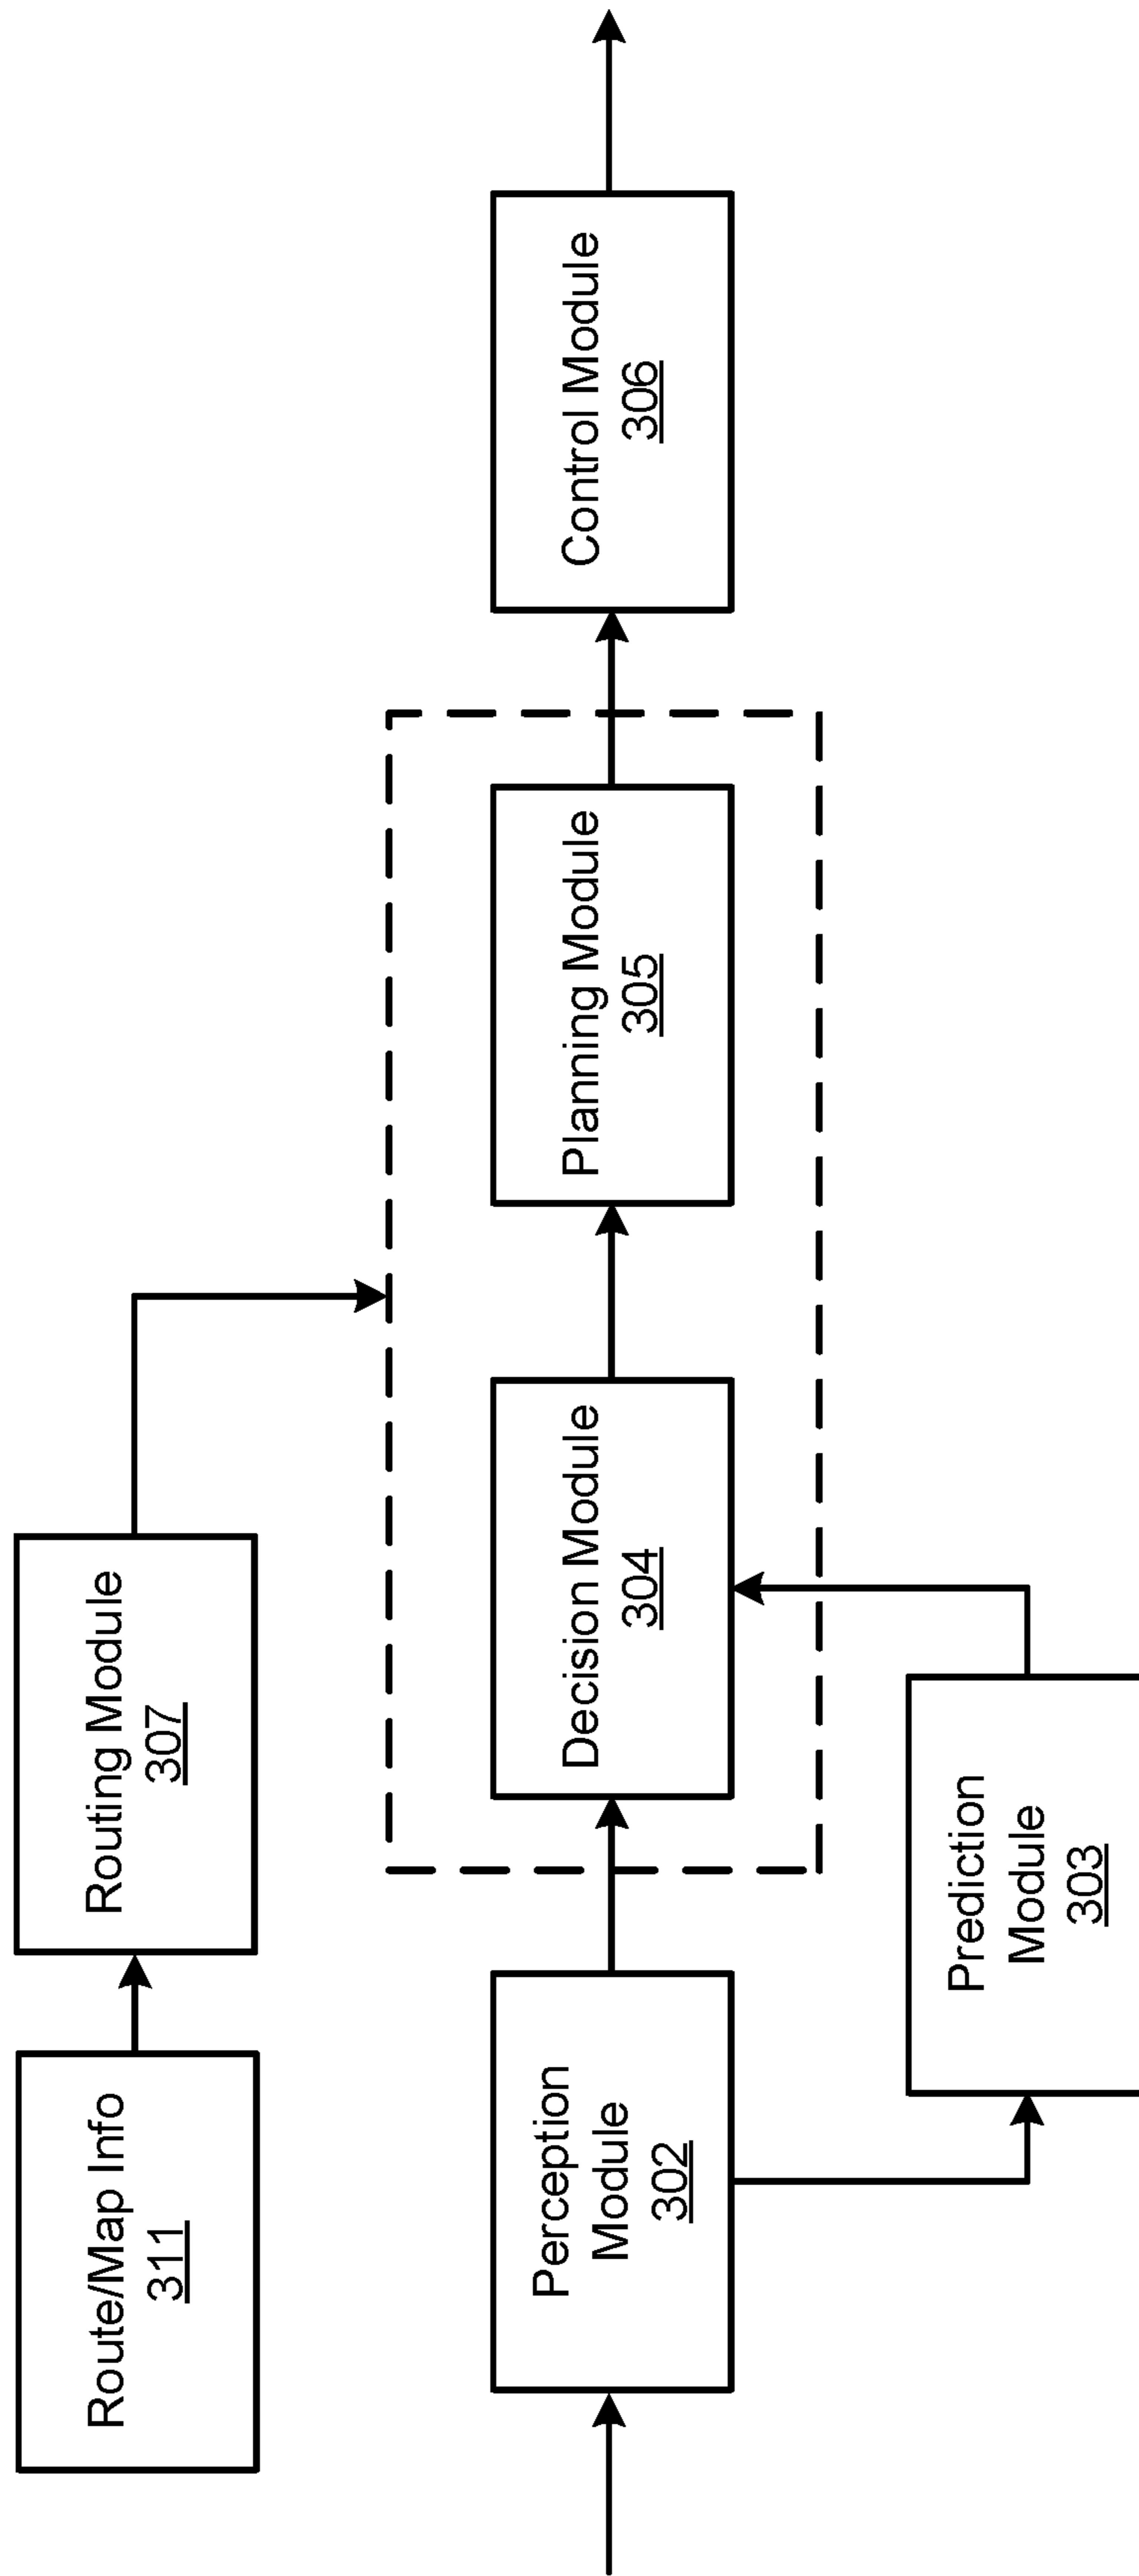 Route/Map Info
311
Routing Module
307
Perception
Module
302
Decision Module
304
Planning Module
305
Control Module
306
Prediction
Module
303